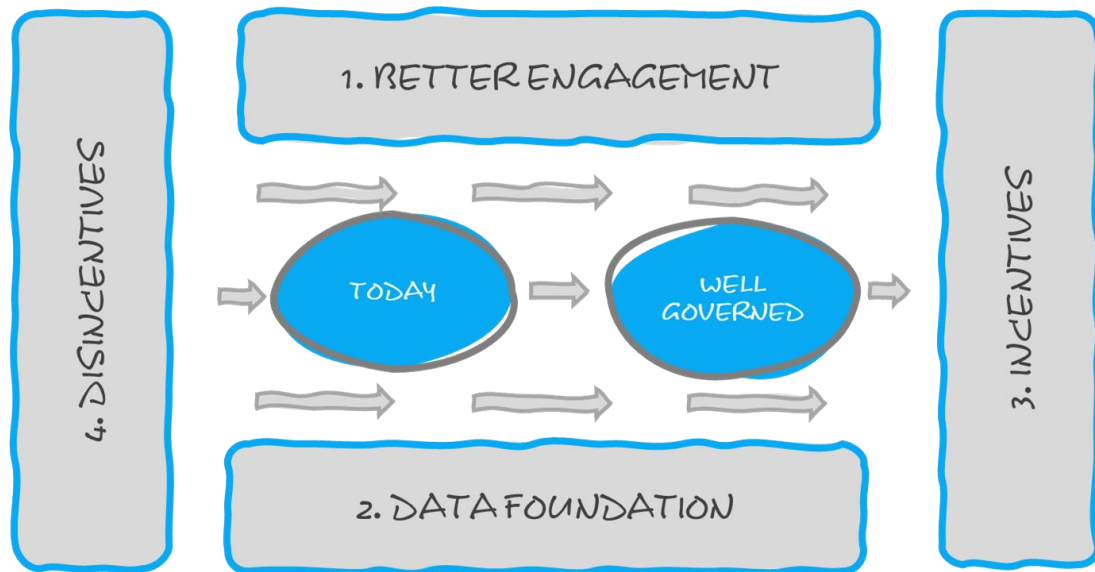 1. BETTER ENGAGEMENT
4. DISINCENTIVES
TODAY
WELL
GOVERNED
3. INCENTIVES
2. DATA FOUNDATION